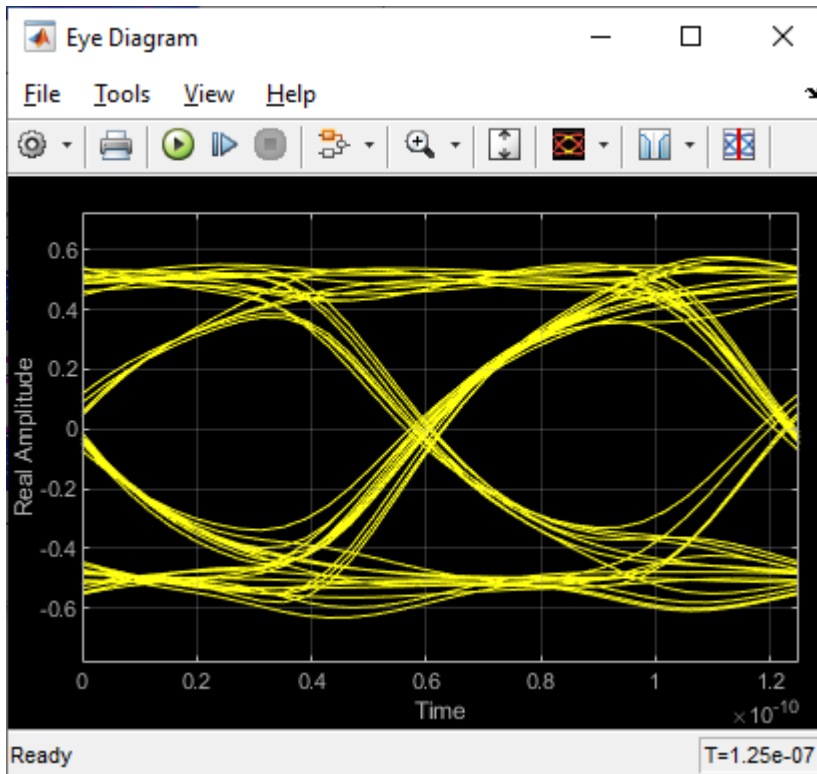 Eye Diagram
File Tools View Help
0.6
0.4
0.2
0
-0.2
-0.4
-0.6
Real Amplitude
0 0.2 0.4 0.6 0.8 1 1.2
Time
×10⁻¹⁰
Ready T=1.25e-07